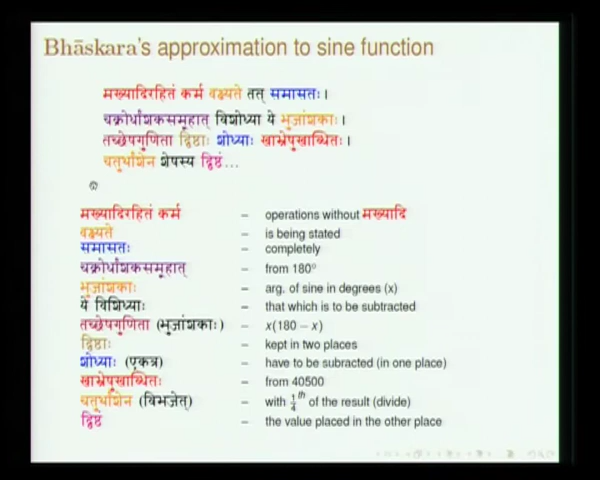 Bhāskara's approximation to sine function
मख्यादिरहितं कर्म वक्ष्यते तत् समासतः।
चक्रोर्धांशकसमूहात् विशोध्या ये भुजांशकाः।
तच्छेषगुणिता द्विष्ठाः शोध्याः खाभ्रेषुखाब्धितः।
चतुर्थांशेन शेषस्य द्विष्ठं...
मख्यादिरहितं कर्म – operations without मख्यादि
वक्ष्यते – is being stated
समासतः – completely
चक्रोर्धांशकसमूहात् – from 180°
भुजांशकाः – arg. of sine in degrees (x)
ये विशिध्याः – that which is to be subtracted
तच्छेषगुणिता (भुजांशकाः) – x(180 − x)
द्विष्ठाः – kept in two places
शोध्याः (एकत्र) – have to be subtracted (in one place)
खाभ्रेषुखाब्धितः – from 40500
चतुर्थांशेन (विभजेत्) – with 1/4 th of the result (divide)
द्विष्ठं – the value placed in the other place